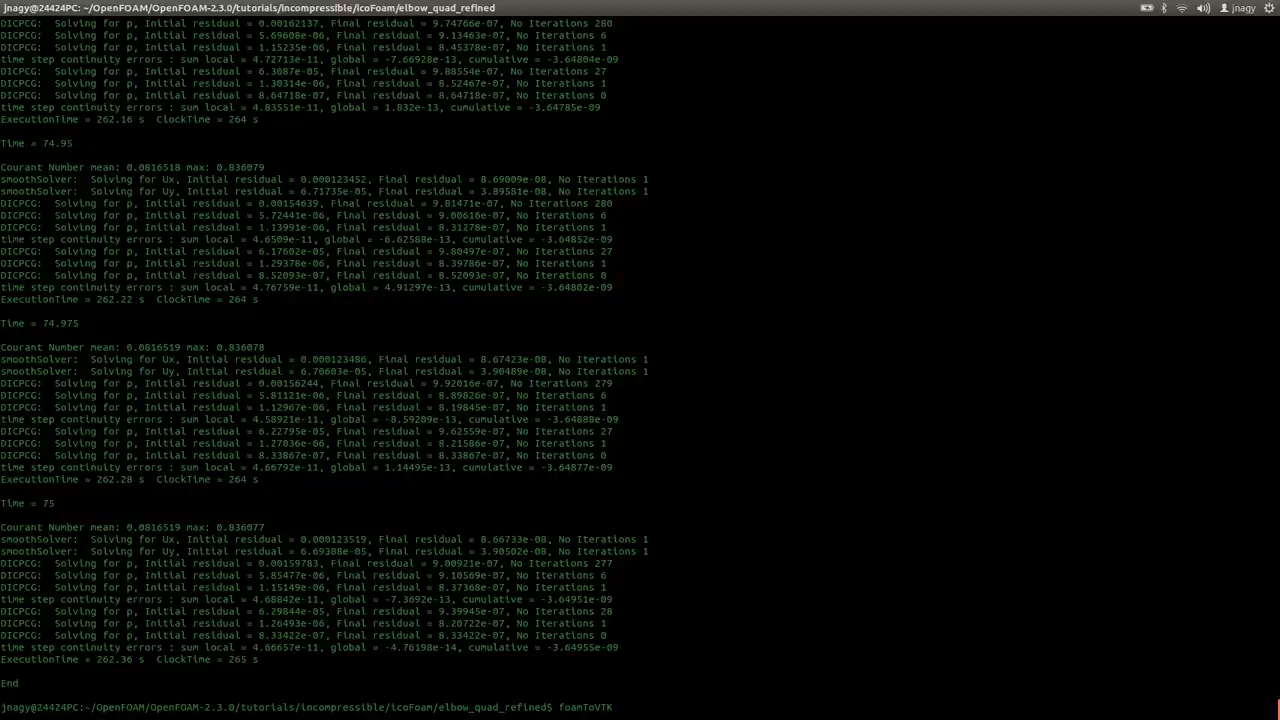 jnagy@24424PC: ~/OpenFOAM/OpenFOAM-2.3.0/tutorials/incompressible/icoFoam/elbow_quad_refined
jnagy
DICPCG:  Solving for p, Initial residual = 0.00162137, Final residual = 9.74766e-07, No Iterations 280
DICPCG:  Solving for p, Initial residual = 5.69608e-06, Final residual = 9.13463e-07, No Iterations 6
DICPCG:  Solving for p, Initial residual = 1.15235e-06, Final residual = 8.45378e-07, No Iterations 1
time step continuity errors : sum local = 4.72713e-11, global = -7.66928e-13, cumulative = -3.64804e-09
DICPCG:  Solving for p, Initial residual = 6.3087e-05, Final residual = 9.88554e-07, No Iterations 27
DICPCG:  Solving for p, Initial residual = 1.30314e-06, Final residual = 8.52467e-07, No Iterations 1
DICPCG:  Solving for p, Initial residual = 8.64718e-07, Final residual = 8.64718e-07, No Iterations 0
time step continuity errors : sum local = 4.83551e-11, global = 1.832e-13, cumulative = -3.64785e-09
ExecutionTime = 262.16 s  ClockTime = 264 s
Time = 74.95
Courant Number mean: 0.0816518 max: 0.836079
smoothSolver:  Solving for Ux, Initial residual = 0.000123452, Final residual = 8.69009e-08, No Iterations 1
smoothSolver:  Solving for Uy, Initial residual = 6.71735e-05, Final residual = 3.89581e-08, No Iterations 1
DICPCG:  Solving for p, Initial residual = 0.00154639, Final residual = 9.81471e-07, No Iterations 280
DICPCG:  Solving for p, Initial residual = 5.72441e-06, Final residual = 9.00616e-07, No Iterations 6
DICPCG:  Solving for p, Initial residual = 1.13991e-06, Final residual = 8.31278e-07, No Iterations 1
time step continuity errors : sum local = 4.6509e-11, global = -6.62588e-13, cumulative = -3.64852e-09
DICPCG:  Solving for p, Initial residual = 6.17602e-05, Final residual = 9.80497e-07, No Iterations 27
DICPCG:  Solving for p, Initial residual = 1.29378e-06, Final residual = 8.39786e-07, No Iterations 1
DICPCG:  Solving for p, Initial residual = 8.52093e-07, Final residual = 8.52093e-07, No Iterations 0
time step continuity errors : sum local = 4.76759e-11, global = 4.91297e-13, cumulative = -3.64802e-09
ExecutionTime = 262.22 s  ClockTime = 264 s
Time = 74.975
Courant Number mean: 0.0816519 max: 0.836078
smoothSolver:  Solving for Ux, Initial residual = 0.000123486, Final residual = 8.67423e-08, No Iterations 1
smoothSolver:  Solving for Uy, Initial residual = 6.70603e-05, Final residual = 3.90489e-08, No Iterations 1
DICPCG:  Solving for p, Initial residual = 0.00156244, Final residual = 9.92016e-07, No Iterations 279
DICPCG:  Solving for p, Initial residual = 5.81121e-06, Final residual = 8.89826e-07, No Iterations 6
DICPCG:  Solving for p, Initial residual = 1.12967e-06, Final residual = 8.19845e-07, No Iterations 1
time step continuity errors : sum local = 4.58921e-11, global = -8.59209e-13, cumulative = -3.64888e-09
DICPCG:  Solving for p, Initial residual = 6.22795e-05, Final residual = 9.62559e-07, No Iterations 27
DICPCG:  Solving for p, Initial residual = 1.27036e-06, Final residual = 8.21586e-07, No Iterations 1
DICPCG:  Solving for p, Initial residual = 8.33867e-07, Final residual = 8.33867e-07, No Iterations 0
time step continuity errors : sum local = 4.66792e-11, global = 1.14495e-13, cumulative = -3.64877e-09
ExecutionTime = 262.28 s  ClockTime = 264 s
Time = 75
Courant Number mean: 0.0816519 max: 0.836077
smoothSolver:  Solving for Ux, Initial residual = 0.000123519, Final residual = 8.66733e-08, No Iterations 1
smoothSolver:  Solving for Uy, Initial residual = 6.69388e-05, Final residual = 3.90502e-08, No Iterations 1
DICPCG:  Solving for p, Initial residual = 0.00159783, Final residual = 9.00921e-07, No Iterations 277
DICPCG:  Solving for p, Initial residual = 5.85477e-06, Final residual = 9.10569e-07, No Iterations 6
DICPCG:  Solving for p, Initial residual = 1.15149e-06, Final residual = 8.37368e-07, No Iterations 1
time step continuity errors : sum local = 4.68842e-11, global = -7.3692e-13, cumulative = -3.64951e-09
DICPCG:  Solving for p, Initial residual = 6.29844e-05, Final residual = 9.39945e-07, No Iterations 28
DICPCG:  Solving for p, Initial residual = 1.26493e-06, Final residual = 8.20722e-07, No Iterations 1
DICPCG:  Solving for p, Initial residual = 8.33422e-07, Final residual = 8.33422e-07, No Iterations 0
time step continuity errors : sum local = 4.66657e-11, global = -4.76198e-14, cumulative = -3.64955e-09
ExecutionTime = 262.36 s  ClockTime = 265 s
End
jnagy@24424PC:~/OpenFOAM/OpenFOAM-2.3.0/tutorials/incompressible/icoFoam/elbow_quad_refined$ foamToVTK